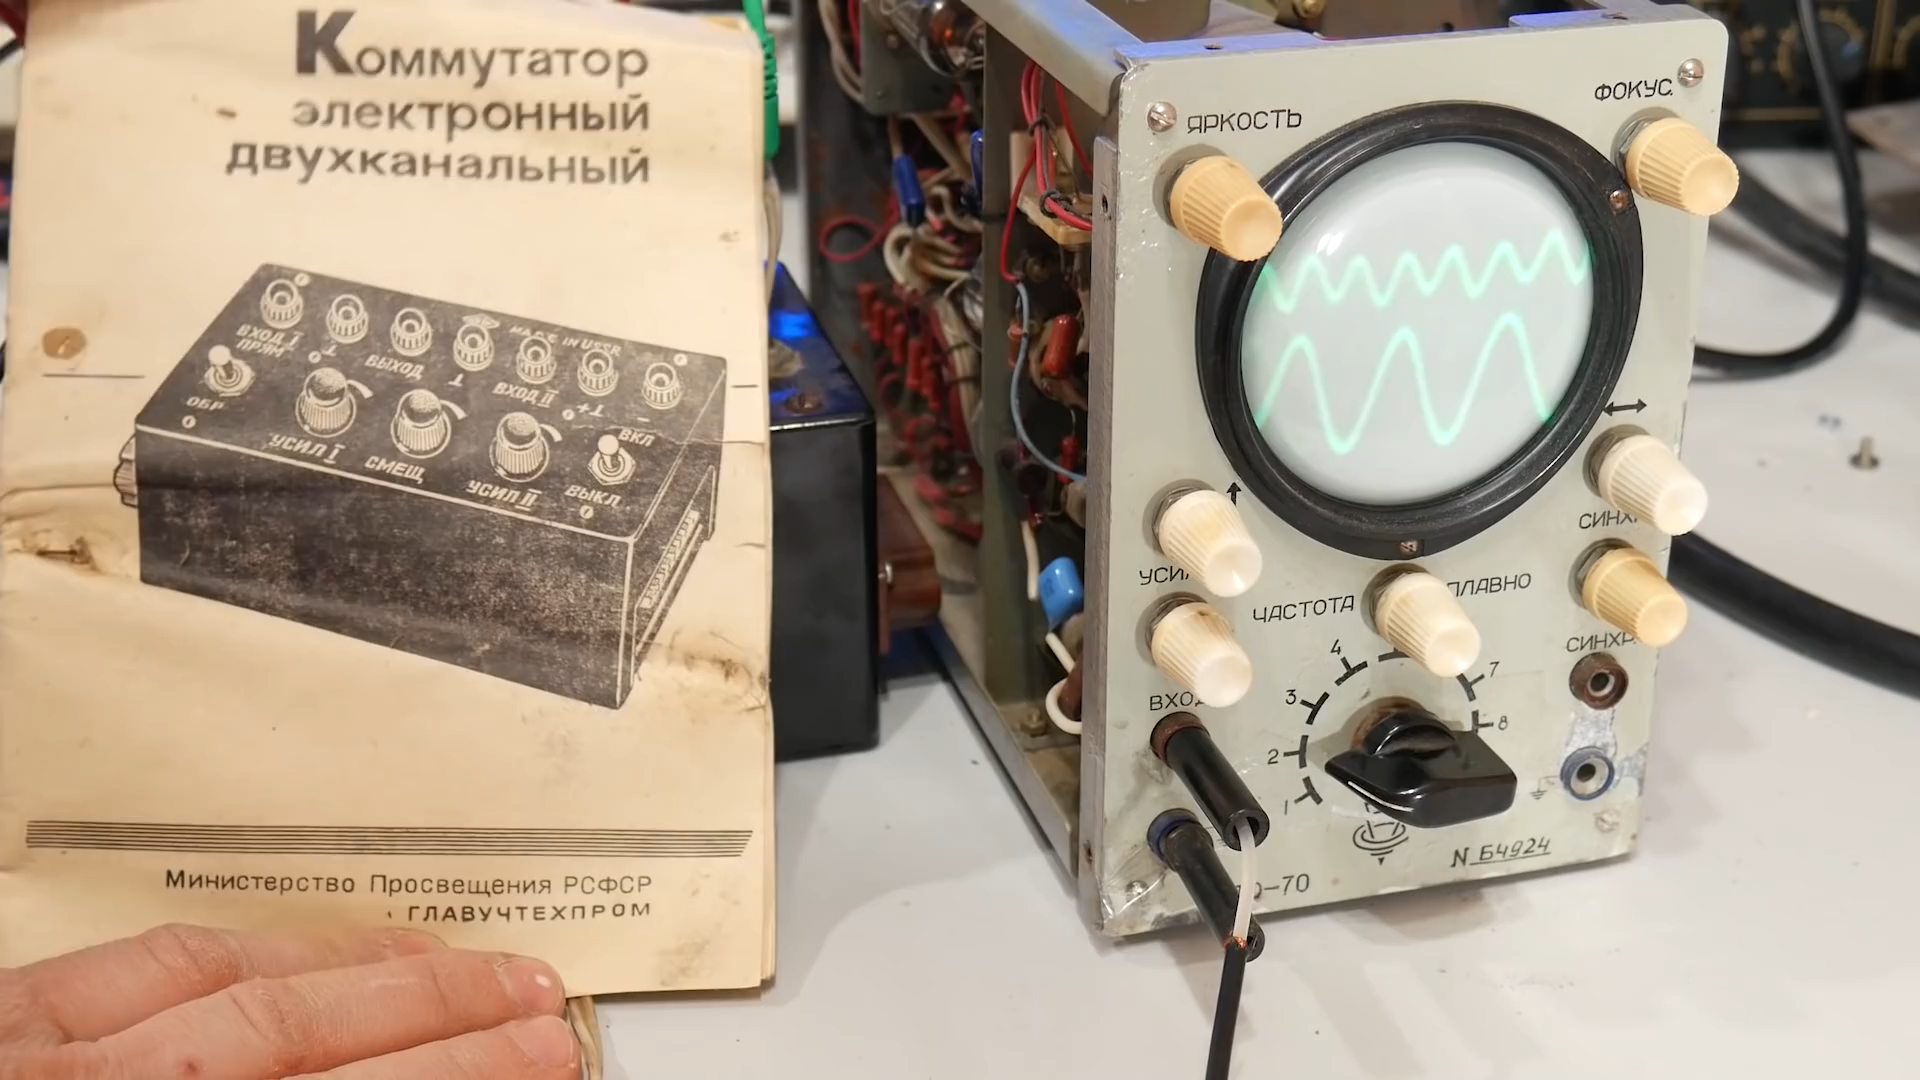 Коммутатор
электронный
двухканальный
MADE IN USSR
ВХОД I
ПРЯМ
ВЫХОД
ВХОД II
ОБР
УСИЛ I
СМЕЩ
УСИЛ II
ВКЛ
ВЫКЛ
Министерство Просвещения РСФСР
ГЛАВУЧТЕХПРОМ
ЯРКОСТЬ
ФОКУС
ЧАСТОТА ПЛАВНО
1 2 3 4 7 8
N Б4924